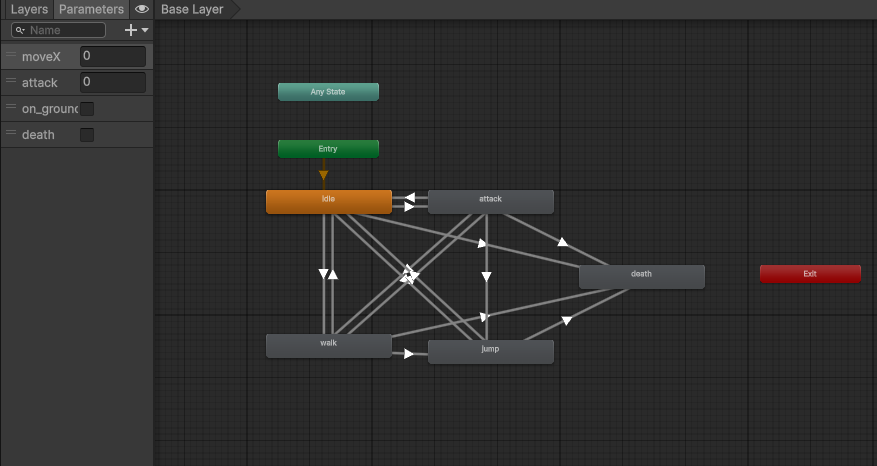 Layers Parameters Base Layer
Name
moveX 0
attack 0
on_ground
death
Any State
Entry
idle attack
death Exit
walk jump